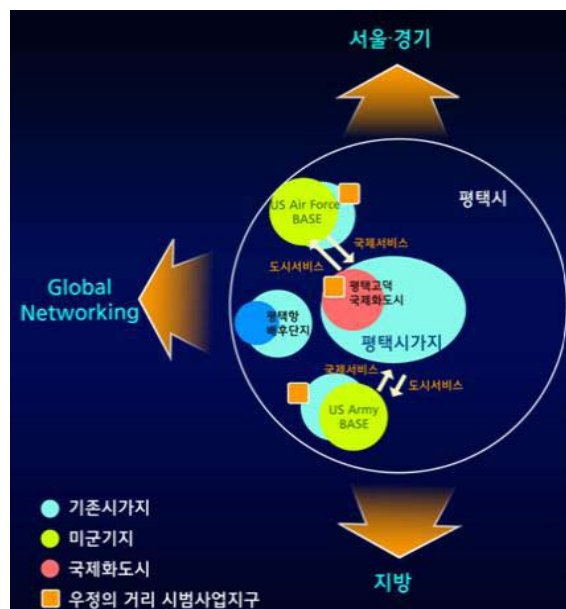 서울·경기
평택시
US Air Force
BASE
국제서비스
도시서비스
평택고덕
국제화도시
Global
Networking
평택항
배후단지
평택시가지
국제서비스
도시서비스
US Army
BASE
기존시가지
미군기지
국제화도시
우정의 거리 시범사업지구
지방